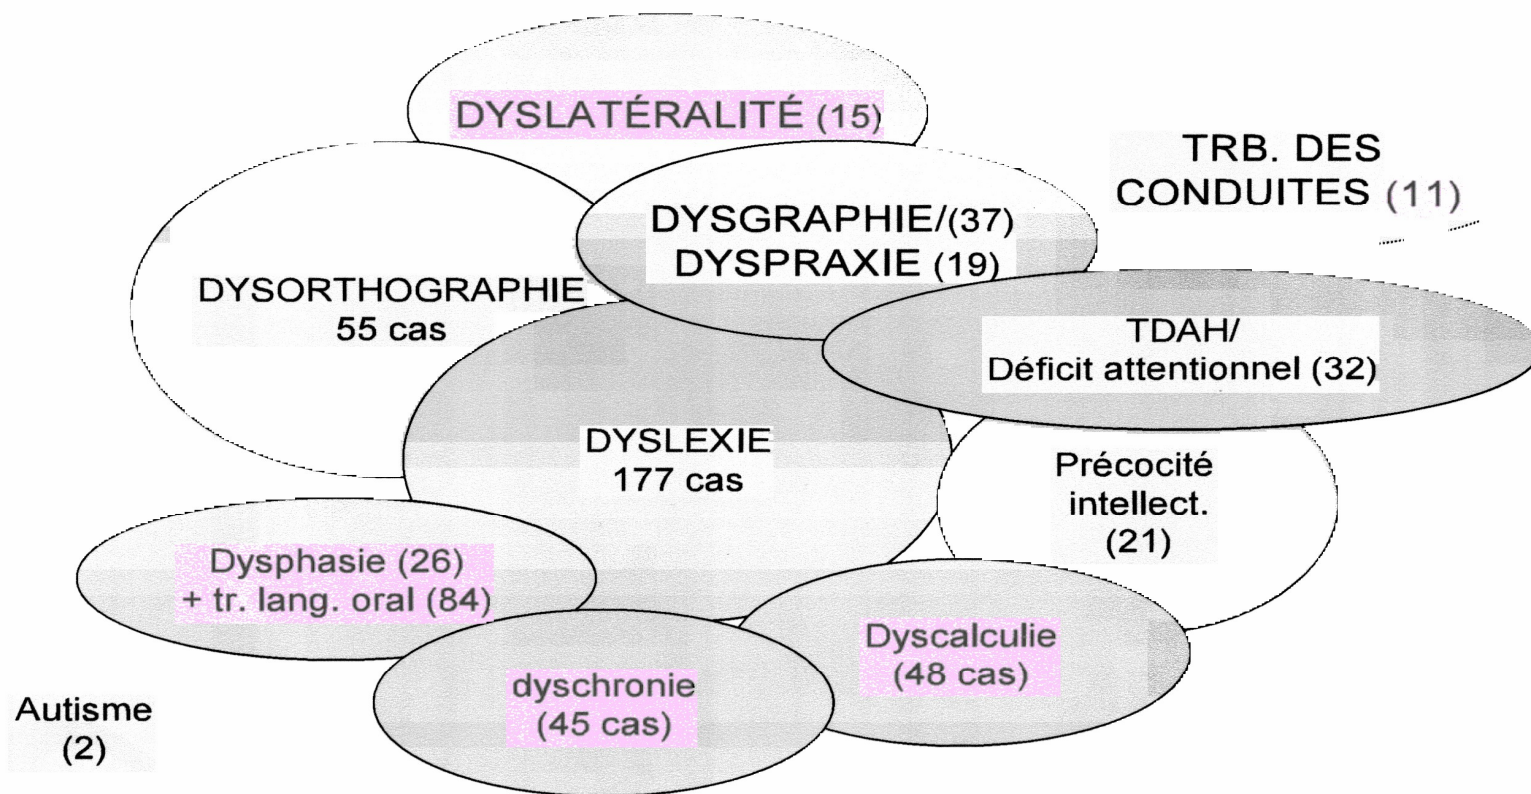 DYSLATÉRALITÉ (15)
TRB. DES
CONDUITES (11)
DYSGRAPHIE/(37)
DYSPRAXIE (19)
DYSORTHOGRAPHIE
55 cas
TDAH/
Déficit attentionnel (32)
DYSLEXIE
177 cas
Précocité
intellect.
(21)
Dysphasie (26)
+ tr. lang. oral (84)
Dyscalculie
(48 cas)
dyschronie
(45 cas)
Autisme
(2)